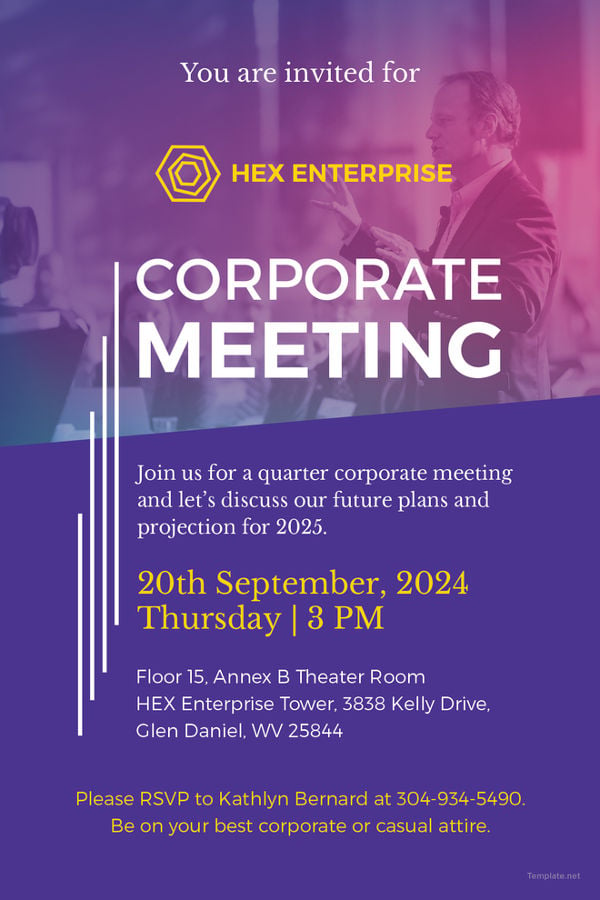 You are invited for
HEX ENTERPRISE
CORPORATE
MEETING
Join us for a quarter corporate meeting
and let’s discuss our future plans and
projection for 2025.
20th September, 2024
Thursday | 3 PM
Floor 15, Annex B Theater Room
HEX Enterprise Tower, 3838 Kelly Drive,
Glen Daniel, WV 25844
Please RSVP to Kathlyn Bernard at 304-934-5490.
Be on your best corporate or casual attire.
Template.net